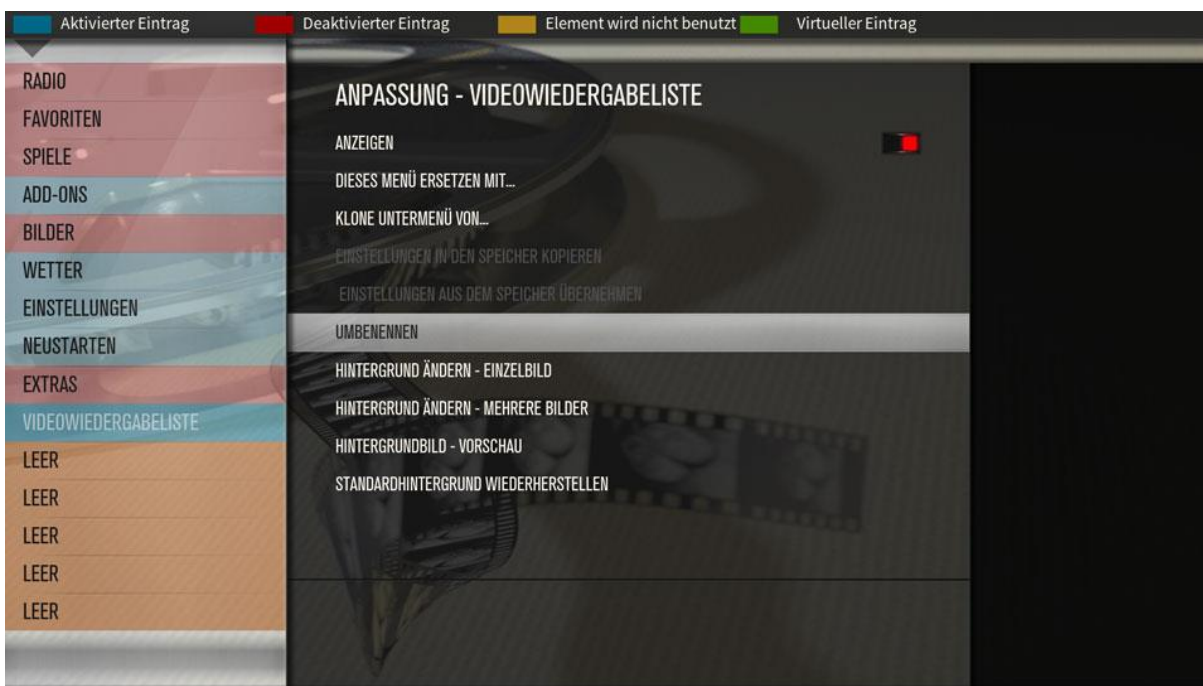 Aktivierter Eintrag Deaktivierter Eintrag Element wird nicht benutzt Virtueller Eintrag
RADIO
FAVORITEN
SPIELE
ADD-ONS
BILDER
WETTER
EINSTELLUNGEN
NEUSTARTEN
EXTRAS
VIDEOWIEDERGABELISTE
LEER
LEER
LEER
LEER
LEER
ANPASSUNG - VIDEOWIEDERGABELISTE
ANZEIGEN
DIESES MENÜ ERSETZEN MIT...
KLONE UNTERMENÜ VON...
EINSTELLUNGEN IN DEN SPEICHER KOPIEREN
EINSTELLUNGEN AUS DEM SPEICHER ÜBERNEHMEN
UMBENENNEN
HINTERGRUND ÄNDERN - EINZELBILD
HINTERGRUND ÄNDERN - MEHRERE BILDER
HINTERGRUNDBILD - VORSCHAU
STANDARDHINTERGRUND WIEDERHERSTELLEN